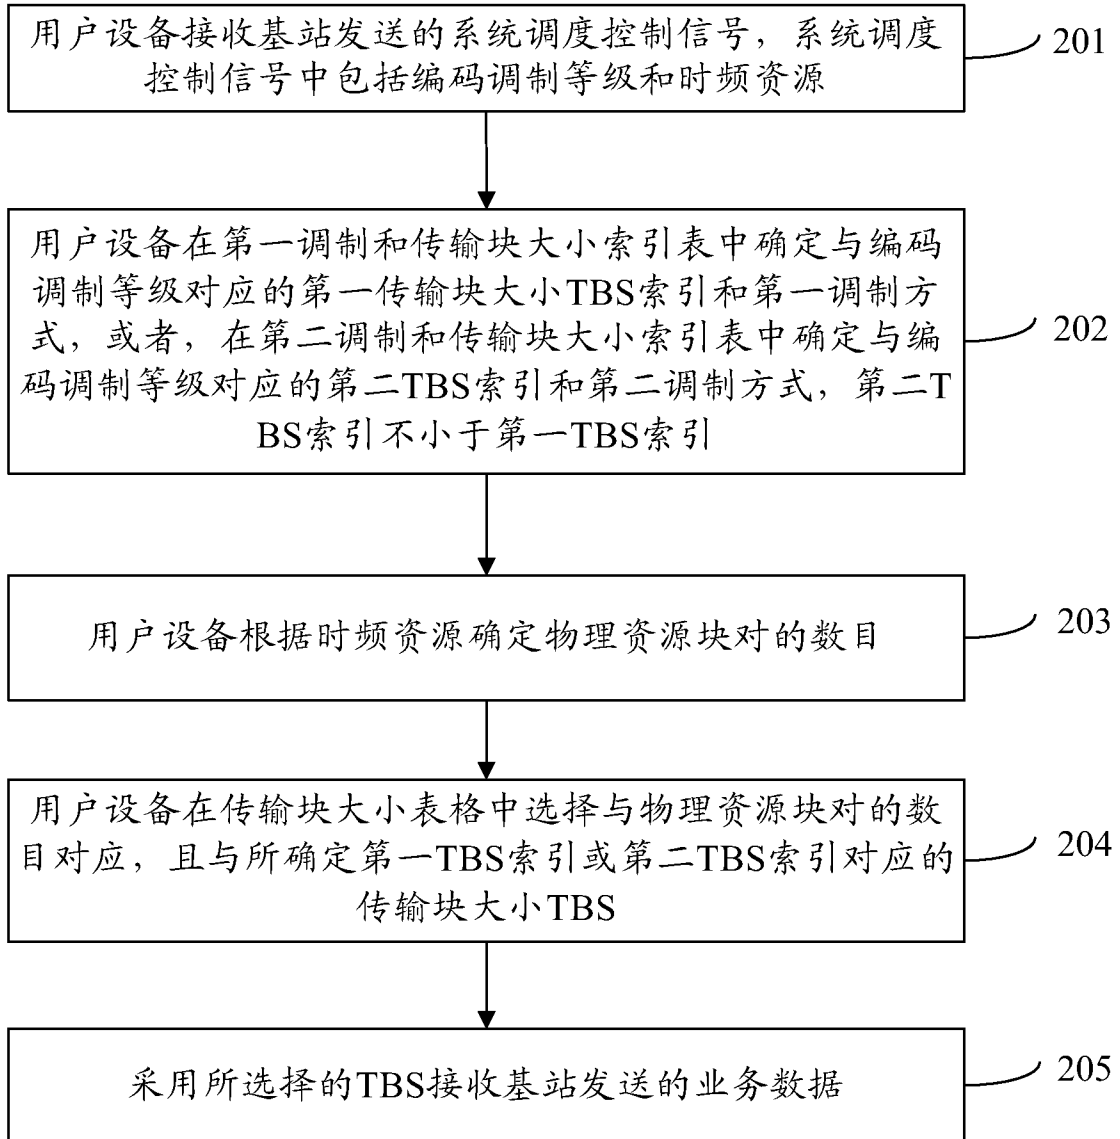 用户设备接收基站发送的系统调度控制信号，系统调度
控制信号中包括编码调制等级和时频资源
201
用户设备在第一调制和传输块大小索引表中确定与编码
调制等级对应的第一传输块大小TBS索引和第一调制方
式，或者，在第二调制和传输块大小索引表中确定与编
码调制等级对应的第二TBS索引和第二调制方式，第二T
BS索引不小于第一TBS索引
202
用户设备根据时频资源确定物理资源块对的数目
203
用户设备在传输块大小表格中选择与物理资源块对的数
目对应，且与所确定第一TBS索引或第二TBS索引对应的
传输块大小TBS
204
采用所选择的TBS接收基站发送的业务数据
205